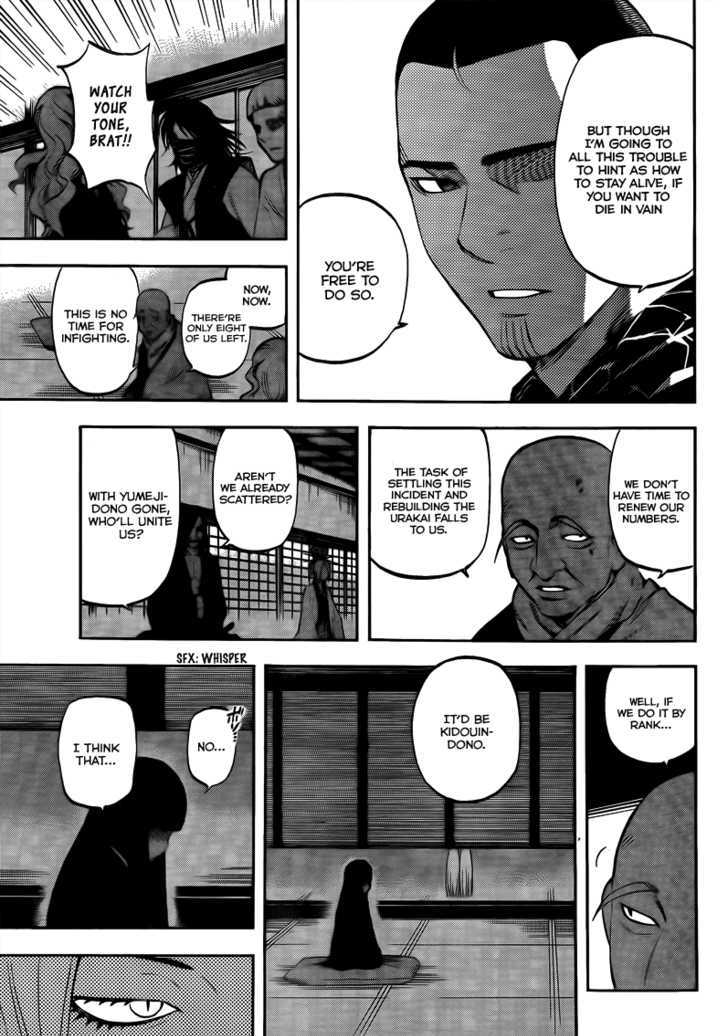 BUT THOUGH
I'M GOING TO
ALL THIS TROUBLE
TO HINT AS HOW
TO STAY ALIVE, IF
YOU WANT TO
DIE IN VAIN
YOU'RE
FREE TO
DO SO.
WATCH
YOUR
TONE,
BRAT!!
NOW,
NOW.
THERE'RE
ONLY EIGHT
OF US LEFT.
THIS IS NO
TIME FOR
INFIGHTING.
WE DON'T
HAVE TIME TO
RENEW OUR
NUMBERS.
THE TASK OF
SETTLING THIS
INCIDENT AND
REBUILDING THE
URAKAI FALLS
TO US.
AREN'T
WE ALREADY
SCATTERED?
WITH YUMEJI-
DONO GONE,
WHO'LL UNITE
US?
WELL, IF
WE DO IT BY
RANK...
IT'D BE
KIDOUIN-
DONO.
SFX: WHISPER
NO...
I THINK
THAT...